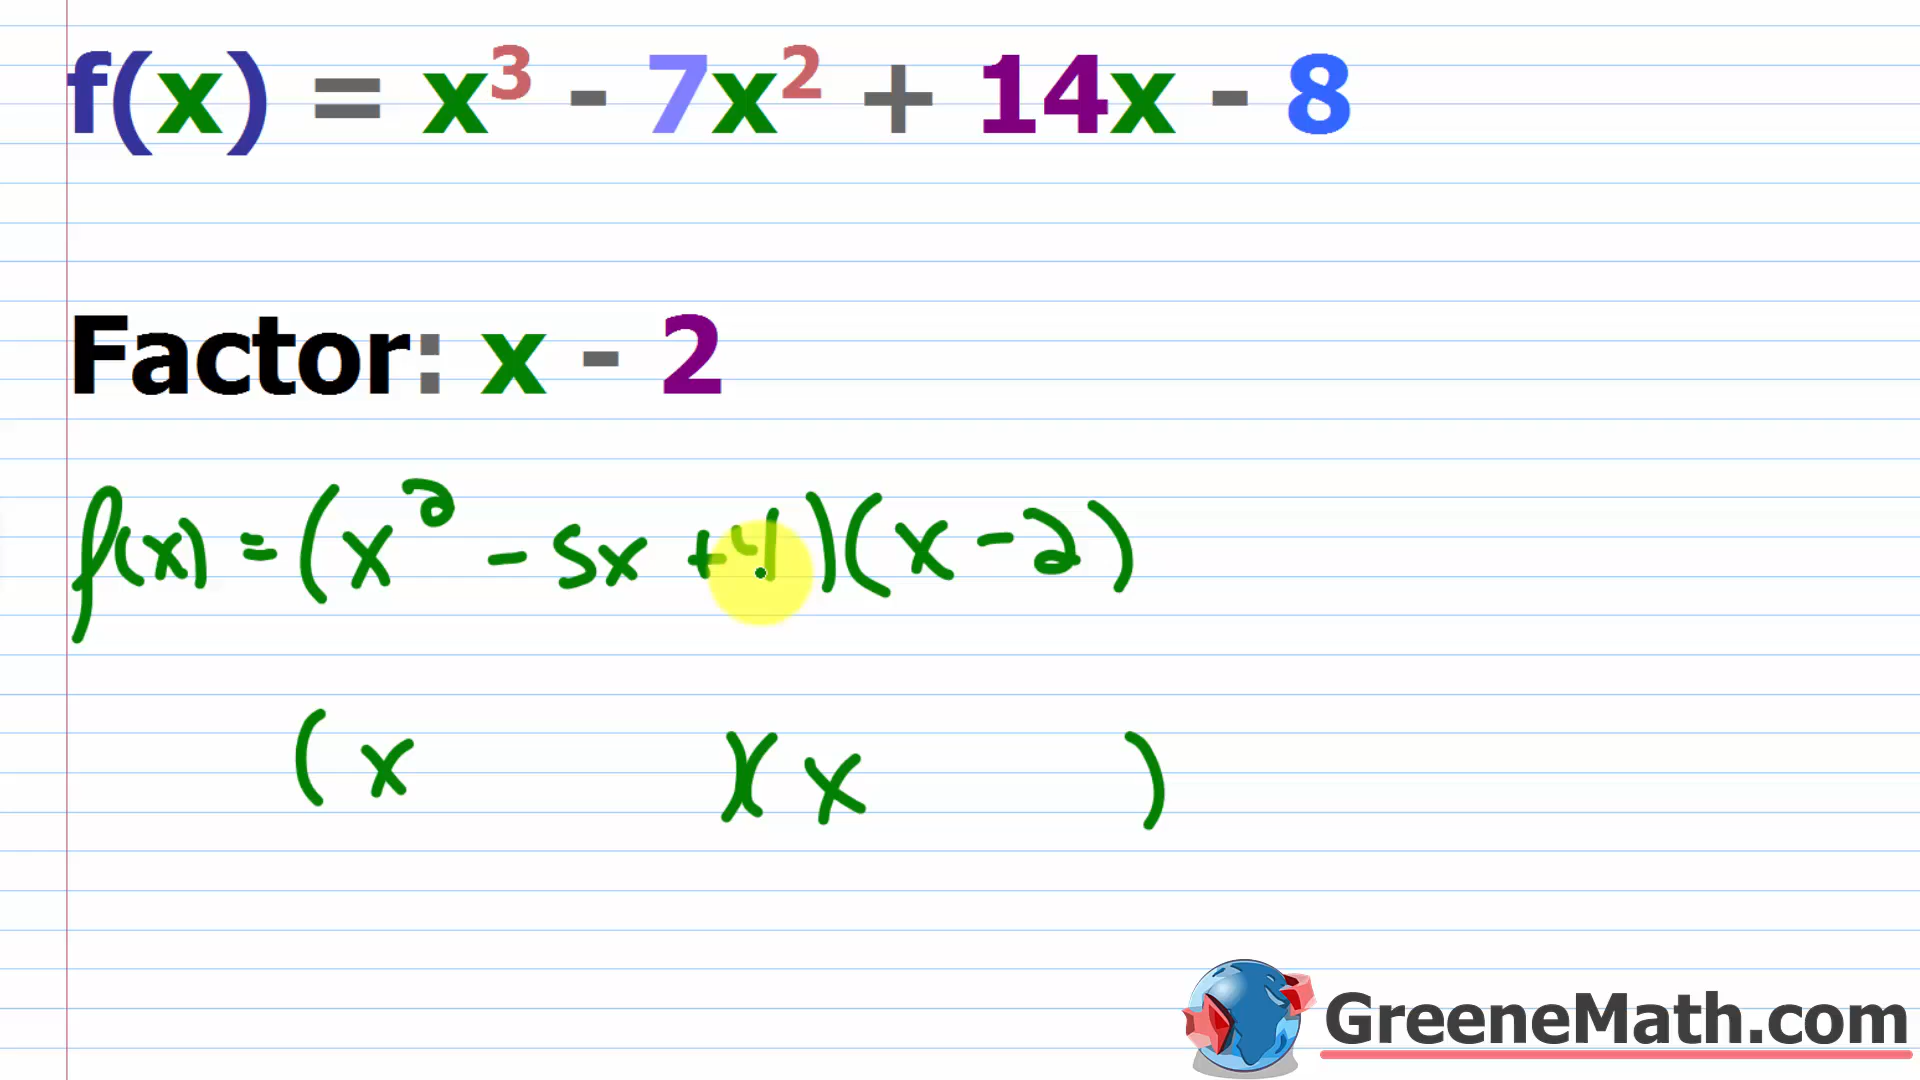 f(x) = x³ - 7x² + 14x - 8
Factor: x - 2
f(x) = (x² - 5x + 4)(x - 2)
(x )(x )
GreeneMath.com